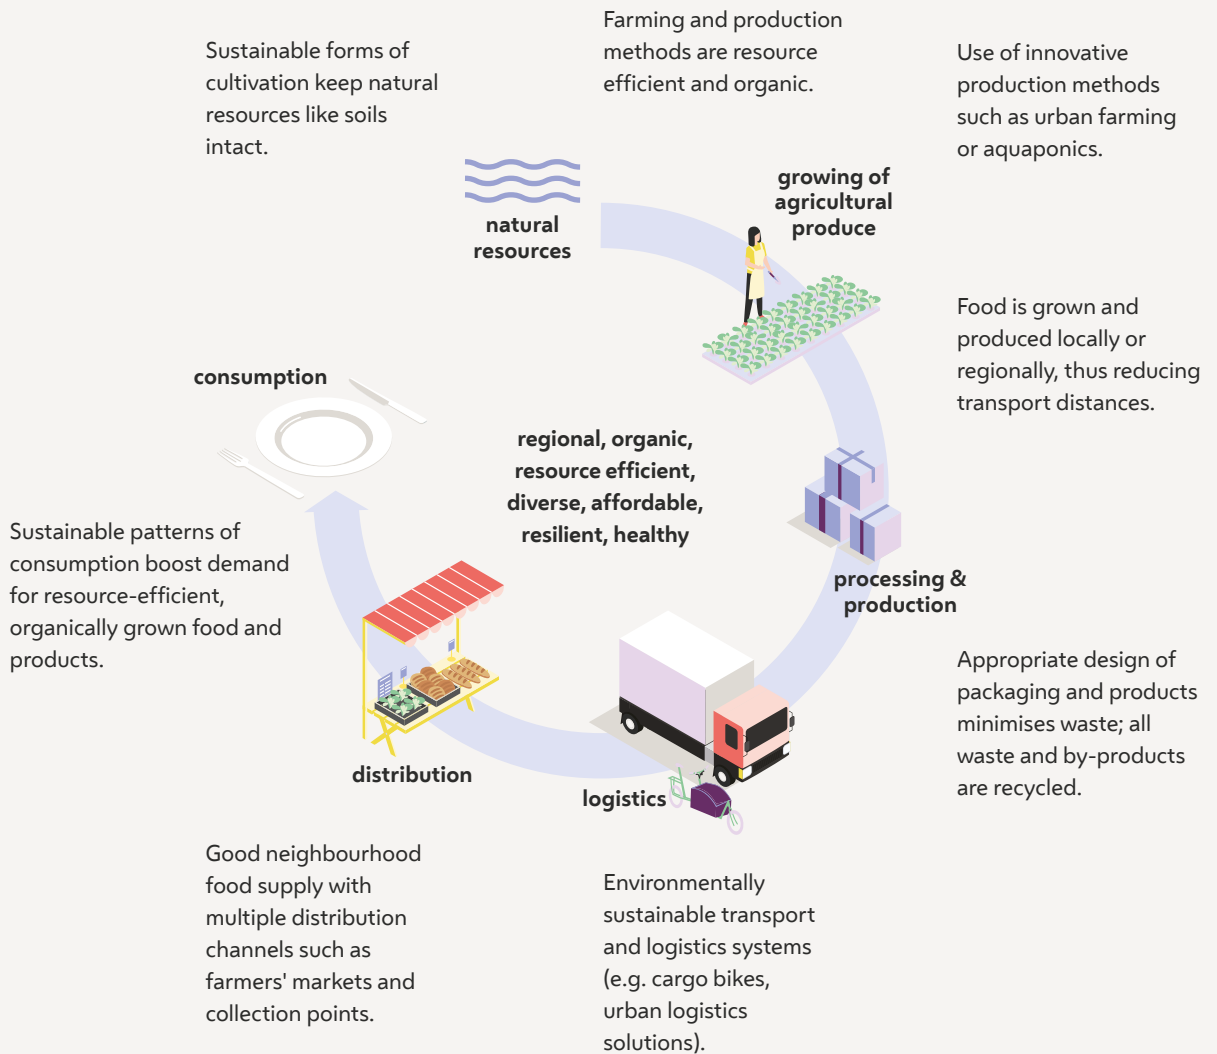 Sustainable forms of
cultivation keep natural
resources like soils
intact.
Farming and production
methods are resource
efficient and organic.
Use of innovative
production methods
such as urban farming
or aquaponics.
natural
resources
growing of
agricultural
produce
Food is grown and
produced locally or
regionally, thus reducing
transport distances.
consumption
regional, organic,
resource efficient,
diverse, affordable,
resilient, healthy
Sustainable patterns of
consumption boost demand
for resource-efficient,
organically grown food and
products.
processing &
production
Appropriate design of
packaging and products
minimises waste; all
waste and by-products
are recycled.
distribution
logistics
Good neighbourhood
food supply with
multiple distribution
channels such as
farmers' markets and
collection points.
Environmentally
sustainable transport
and logistics systems
(e.g. cargo bikes,
urban logistics
solutions).